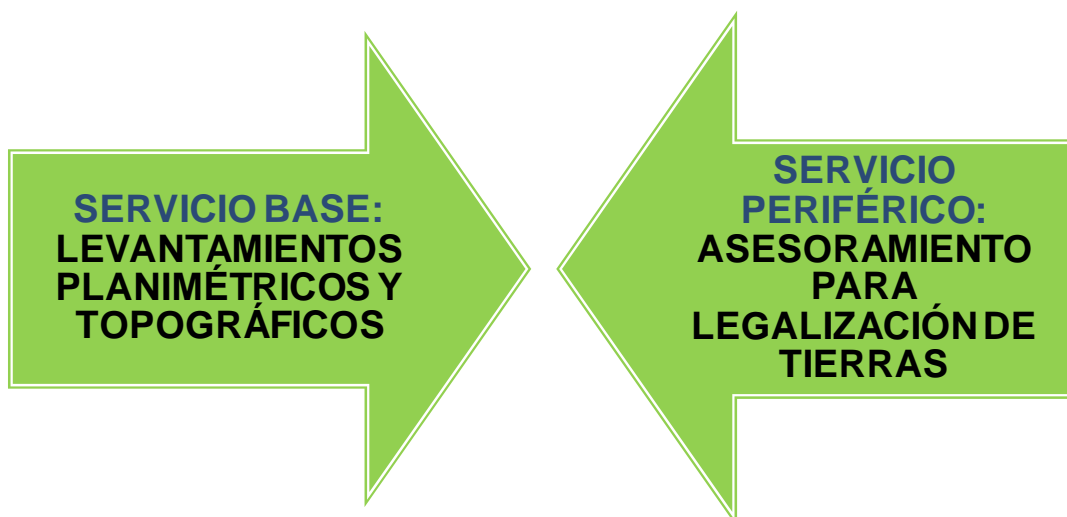 SERVICIO BASE:
LEVANTAMIENTOS
PLANIMÉTRICOS Y
TOPOGRÁFICOS
SERVICIO
PERIFÉRICO:
ASESORAMIENTO
PARA
LEGALIZACIÓN DE
TIERRAS